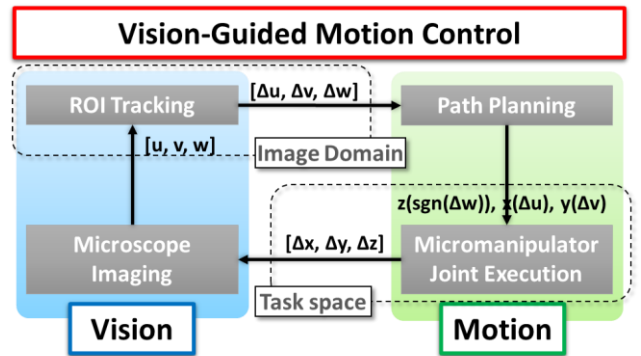 Vision-Guided Motion Control
ROI Tracking
[Δu, Δv, Δw]
Path Planning
[u, v, w]
Image Domain
z(sgn(Δw)), x(Δu), y(Δv)
Microscope
Imaging
[Δx, Δy, Δz]
Micromanipulator
Joint Execution
Task space
Vision
Motion